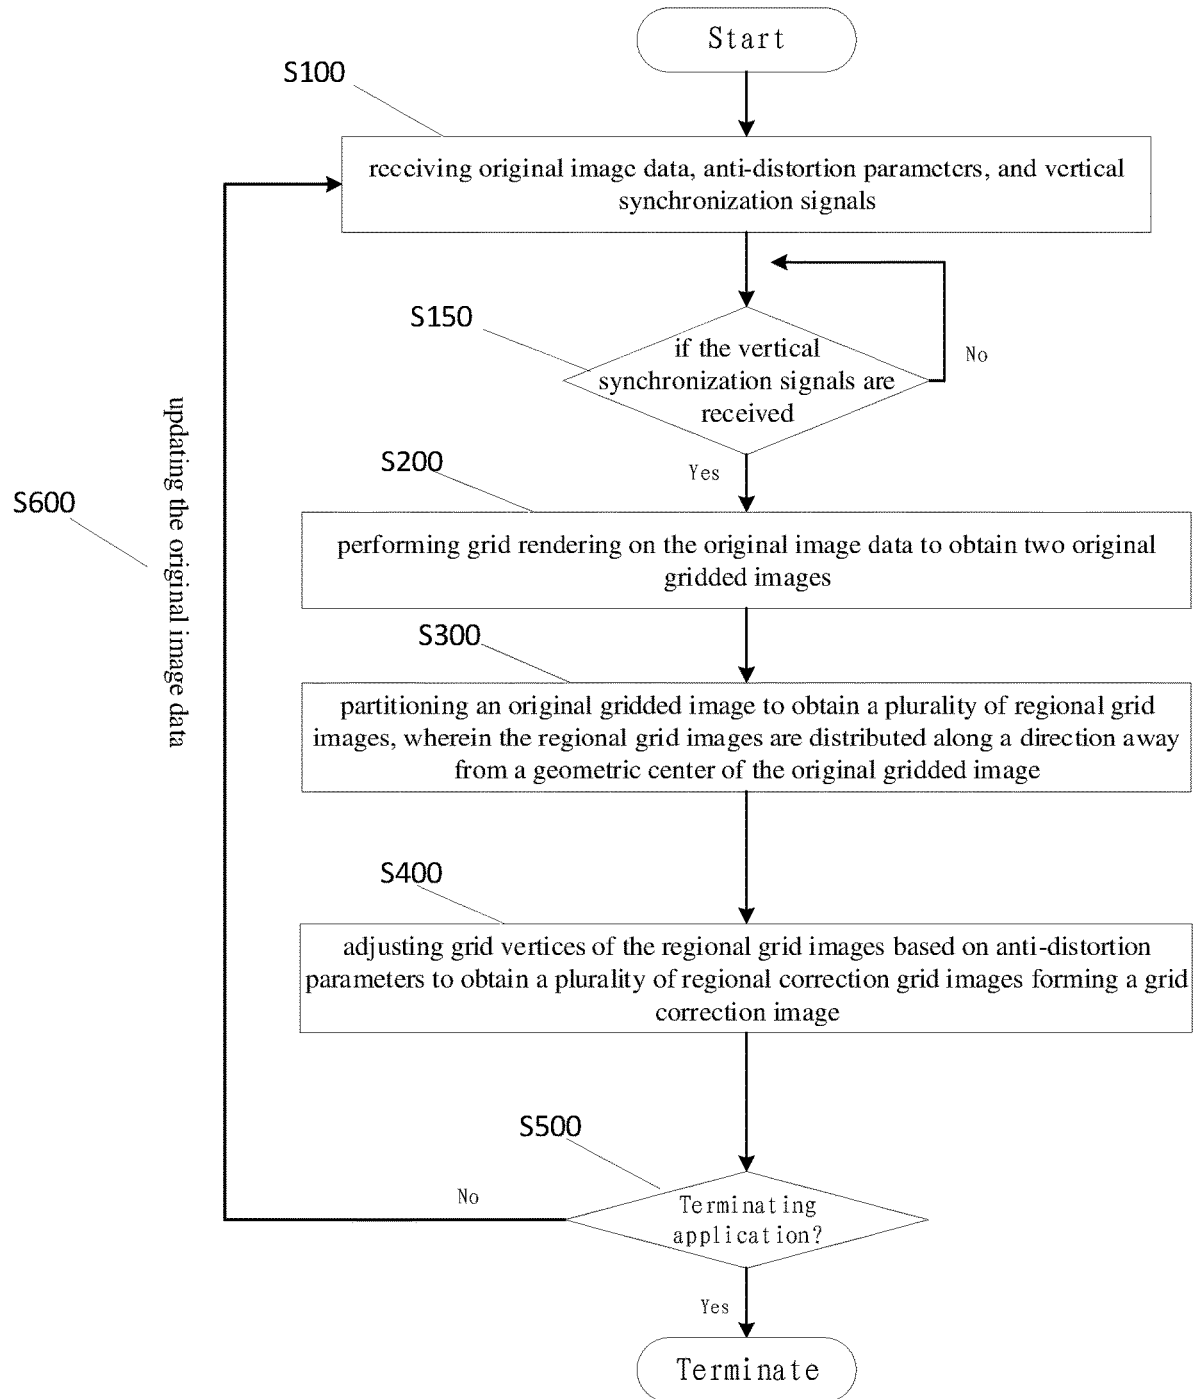 Start
S100
receiving original image data, anti-distortion parameters, and vertical
synchronization signals
S150
if the vertical
synchronization signals are
received
No
Yes
S200
performing grid rendering on the original image data to obtain two original
gridded images
S300
partitioning an original gridded image to obtain a plurality of regional grid
images, wherein the regional grid images are distributed along a direction away
from a geometric center of the original gridded image
S400
adjusting grid vertices of the regional grid images based on anti-distortion
parameters to obtain a plurality of regional correction grid images forming a grid
correction image
S500
Terminating
application?
No
S600
updating the original image data
Yes
Terminate